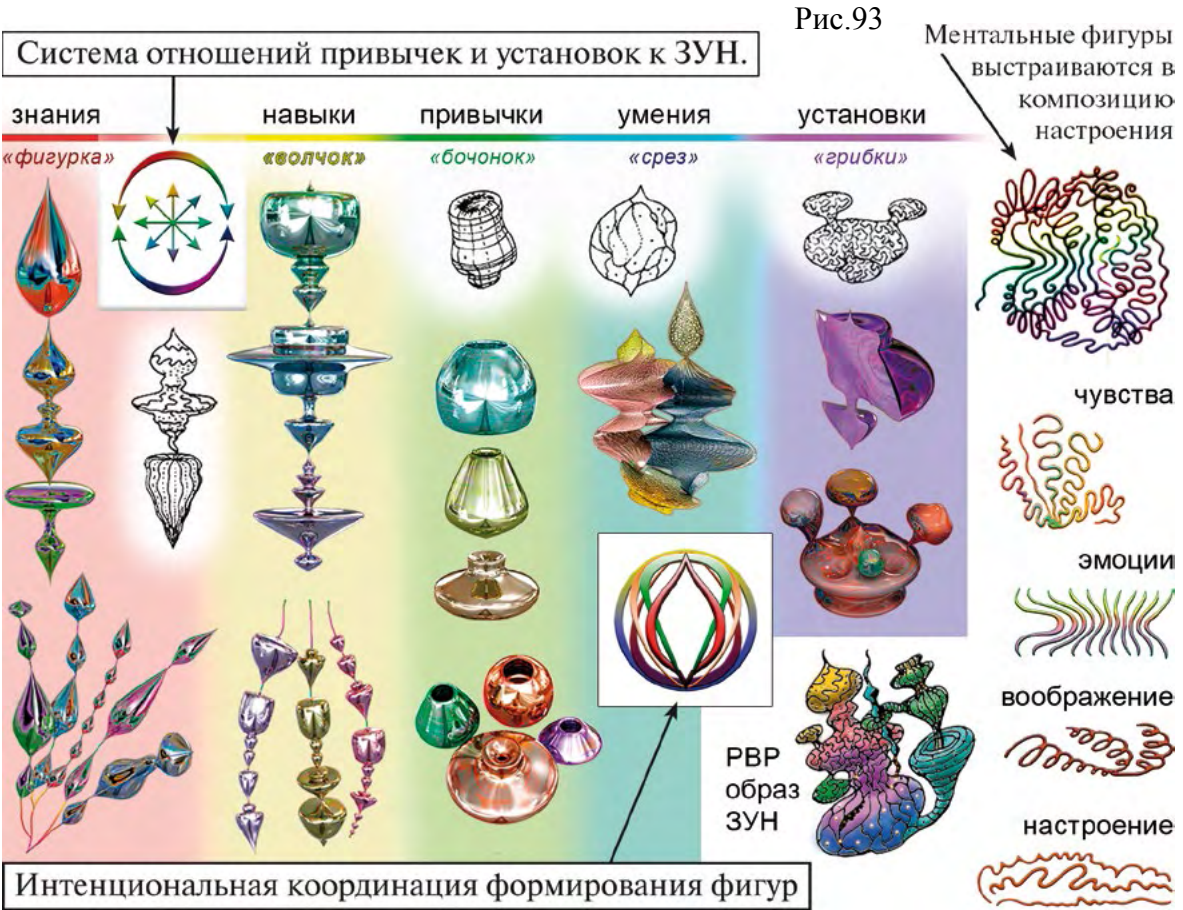 Рис.93
Система отношений привычек и установок к ЗУН.
Ментальные фигуры
выстраиваются в
композицию
настроения
знания
навыки
привычки
умения
установки
«фигурка»
«волчок»
«бочонок»
«срез»
«грибки»
чувства
эмоции
воображение
настроение
РВР
образ
ЗУН
Интенциональная координация формирования фигур